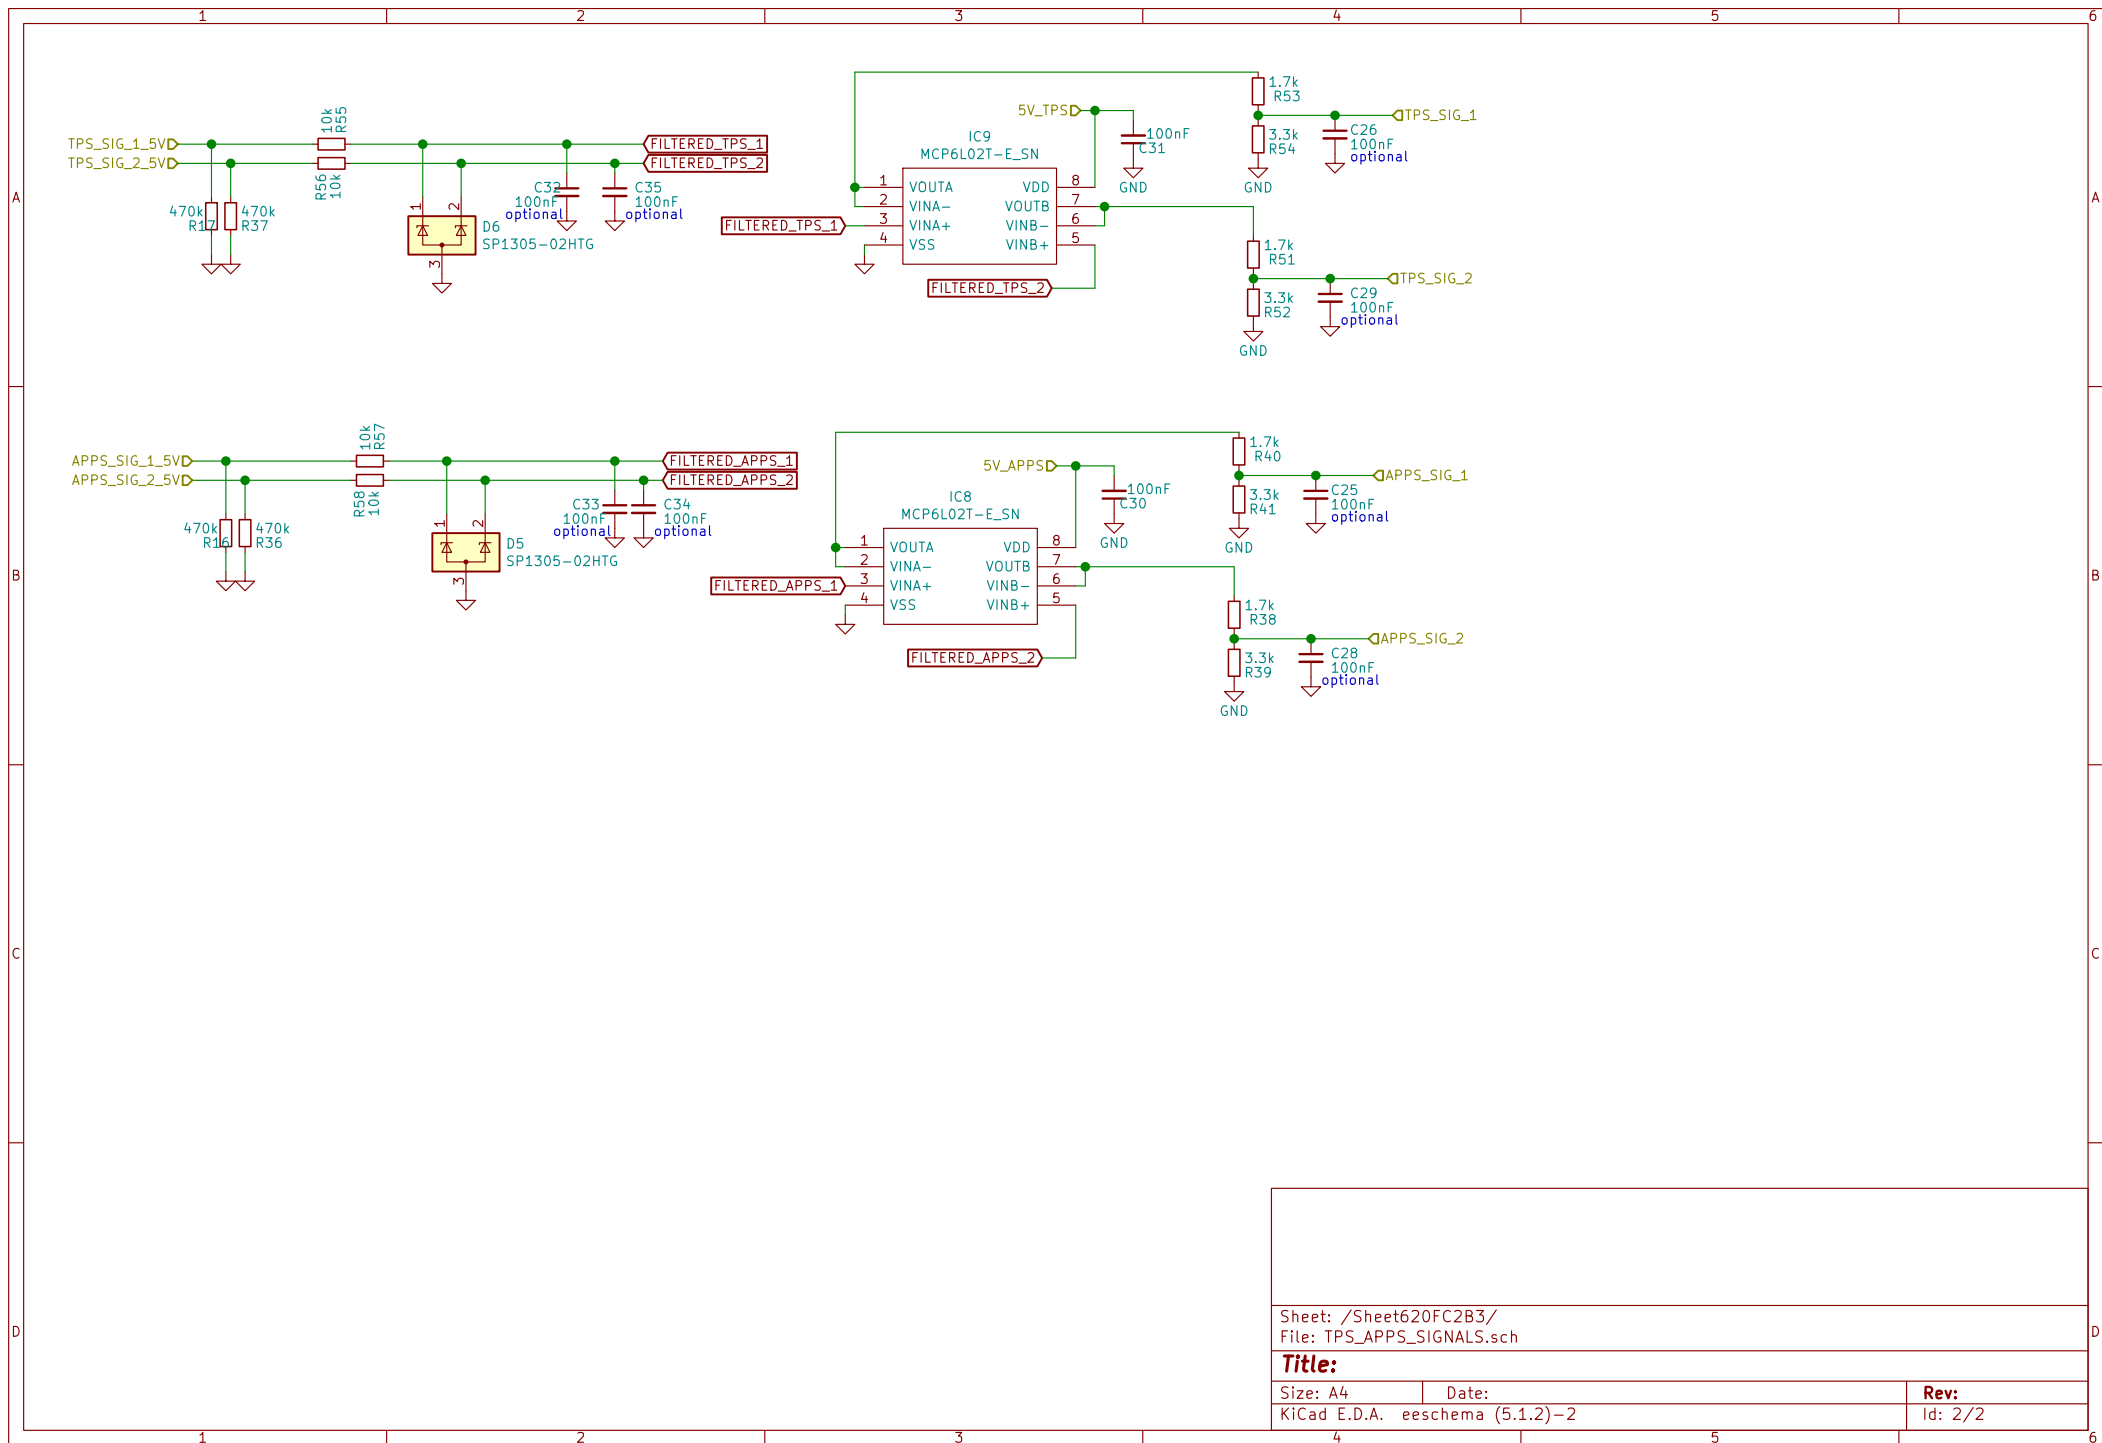 1 2 3 4 5 6
A
B
C
D
TPS_SIG_1_5V
TPS_SIG_2_5V
10k
R55
R56
10k
470k
R17
470k
R37
1 2
3
D6
SP1305-02HTG
C32
100nF
optional
C35
100nF
optional
FILTERED_TPS_1
FILTERED_TPS_2
IC9
MCP6L02T-E_SN
1 VOUTA
2 VINA-
3 VINA+
4 VSS
VDD 8
VOUTB 7
VINB- 6
VINB+ 5
FILTERED_TPS_1
FILTERED_TPS_2
5V_TPS
100nF
C31
GND
1.7k
R53
3.3k
R54
GND
C26
100nF
optional
TPS_SIG_1
1.7k
R51
3.3k
R52
GND
C29
100nF
optional
TPS_SIG_2
APPS_SIG_1_5V
APPS_SIG_2_5V
10k
R57
R58
10k
470k
R16
470k
R36
1 2
3
D5
SP1305-02HTG
C33
100nF
optional
C34
100nF
optional
FILTERED_APPS_1
FILTERED_APPS_2
IC8
MCP6L02T-E_SN
1 VOUTA
2 VINA-
3 VINA+
4 VSS
VDD 8
VOUTB 7
VINB- 6
VINB+ 5
FILTERED_APPS_1
FILTERED_APPS_2
5V_APPS
100nF
C30
GND
1.7k
R40
3.3k
R41
GND
C25
100nF
optional
APPS_SIG_1
1.7k
R38
3.3k
R39
GND
C28
100nF
optional
APPS_SIG_2
A
B
C
D
Sheet: /Sheet620FC2B3/
File: TPS_APPS_SIGNALS.sch
Title:
Size: A4 Date: Rev:
KiCad E.D.A. eeschema (5.1.2)-2 Id: 2/2
1 2 3 4 5 6